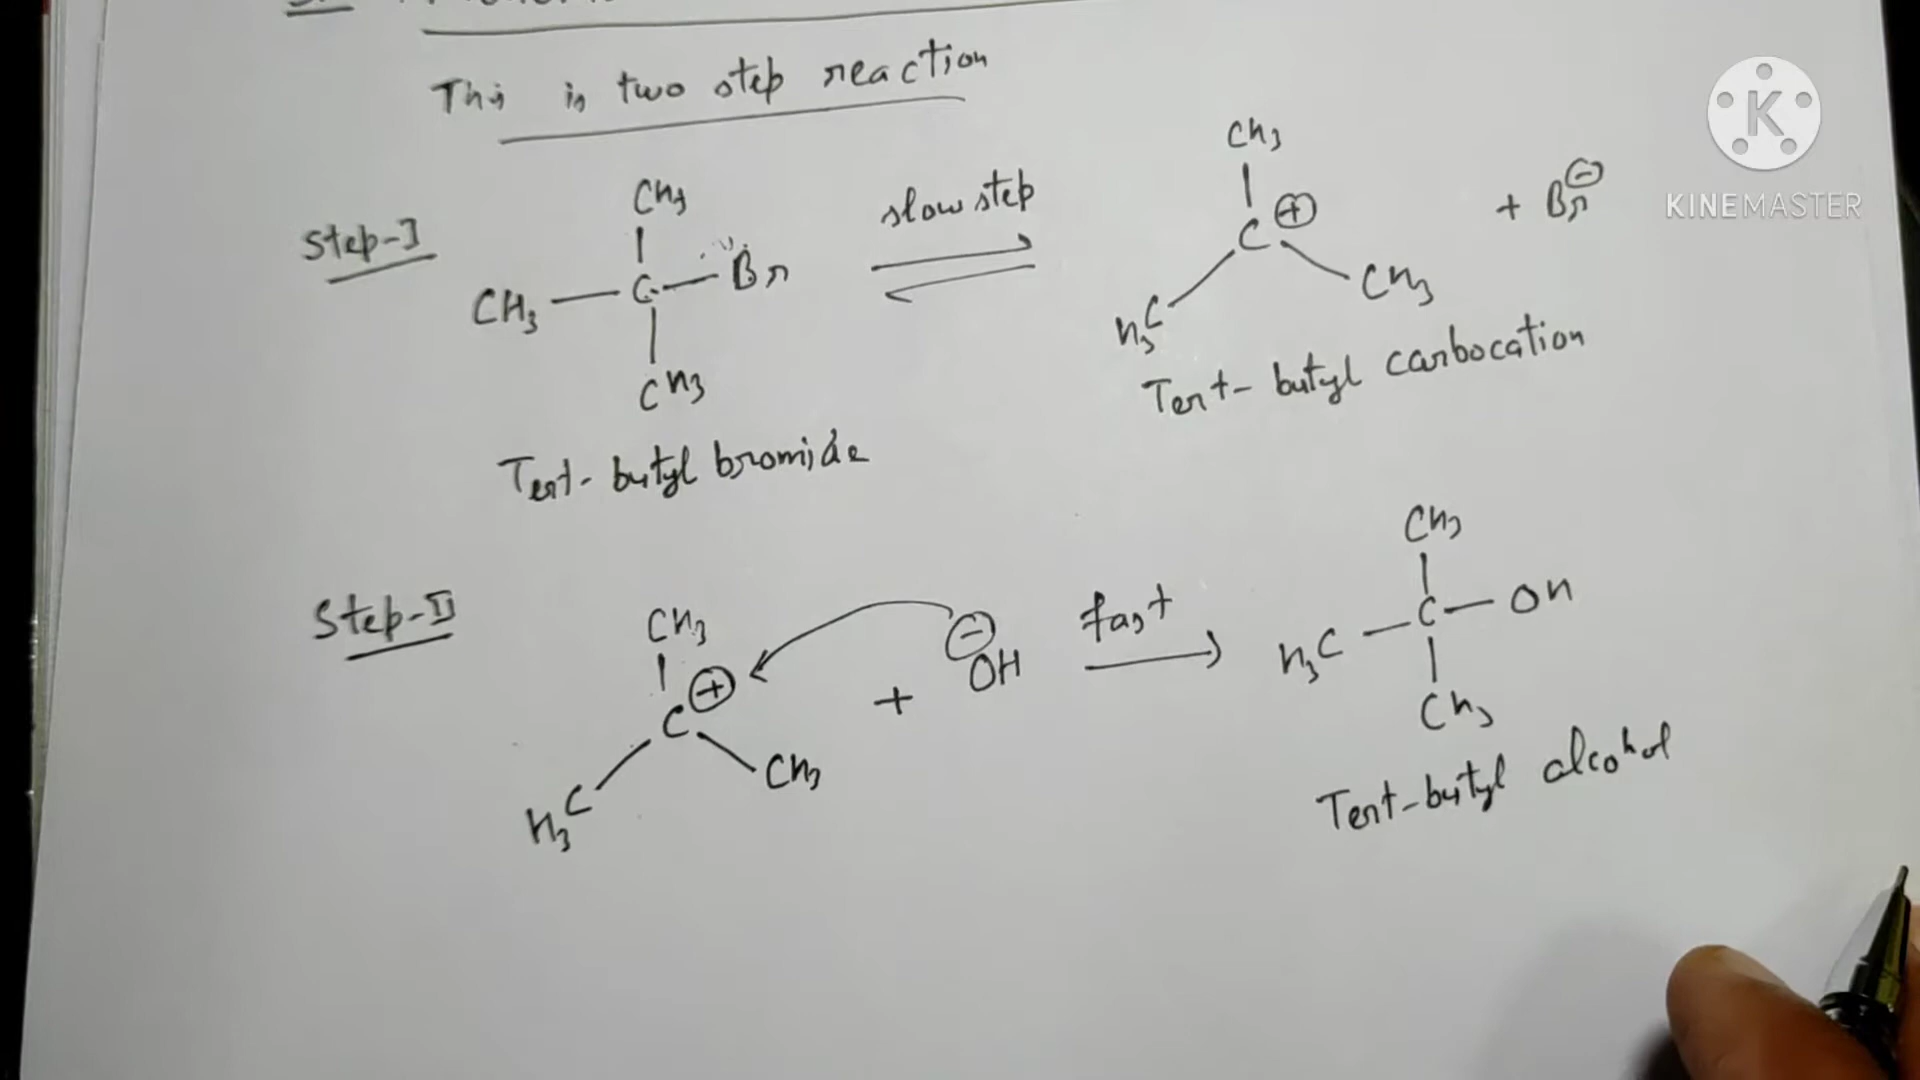 This is two step reaction
Step-I
CH3
CH3 — C — Br
CH3
Tert-butyl bromide
slow step
CH3
C ⊕
H3C
CH3
+ Br ⊖
Tert-butyl carbocation
Step-II
CH3
C ⊕
H3C
CH3
+
⊖
OH
fast
CH3
H3C — C — OH
CH3
Tert-butyl alcohol
K
KINEMASTER